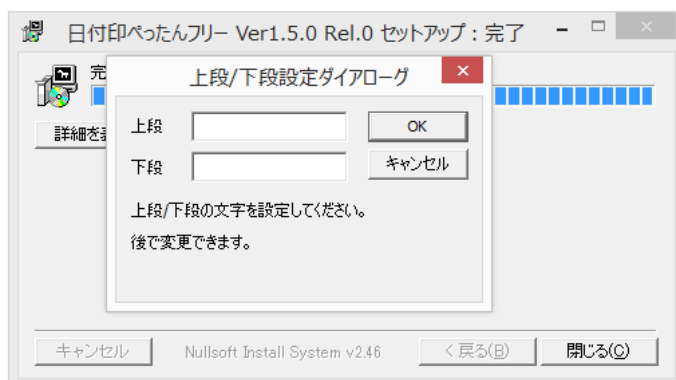 日付印ぺったんフリー Ver1.5.0 Rel.0 セットアップ : 完了
完
上段/下段設定ダイアローグ
詳細を表
上段
OK
下段
キャンセル
上段/下段の文字を設定してください。
後で変更できます。
キャンセル
Nullsoft Install System v2.46
< 戻る(B)
閉じる(C)